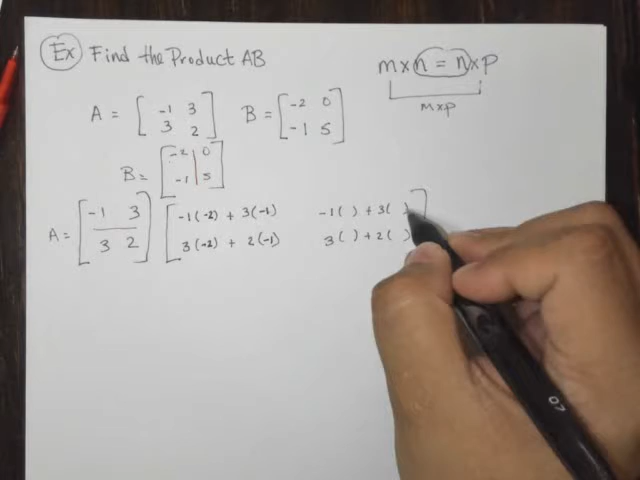 Ex Find the Product AB
m x n = n x p
m x p
A = [ -1 3
3 2 ]
B = [ -2 0
-1 5 ]
B = [ -2 | 0
-1 | 5 ]
A = [ -1 3
3 2 ]
[ -1(-2) + 3(-1) -1( ) + 3( )
3(-2) + 2(-1) 3( ) + 2( ) ]
07